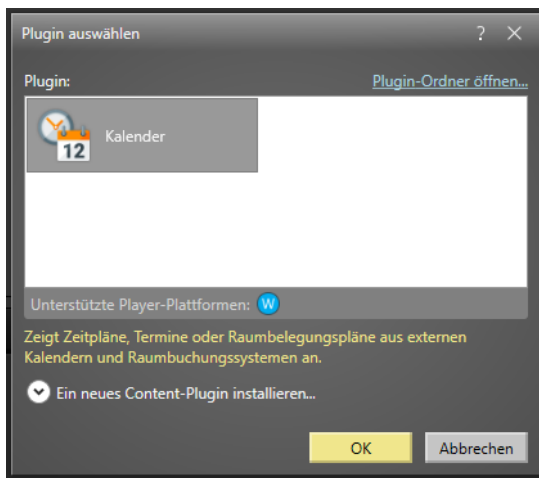 Plugin auswählen
?
Plugin:
Plugin-Ordner öffnen...
12
Kalender
Unterstützte Player-Plattformen: W
Zeigt Zeitpläne, Termine oder Raumbelegungspläne aus externen
Kalendern und Raumbuchungssystemen an.
Ein neues Content-Plugin installieren...
OK
Abbrechen